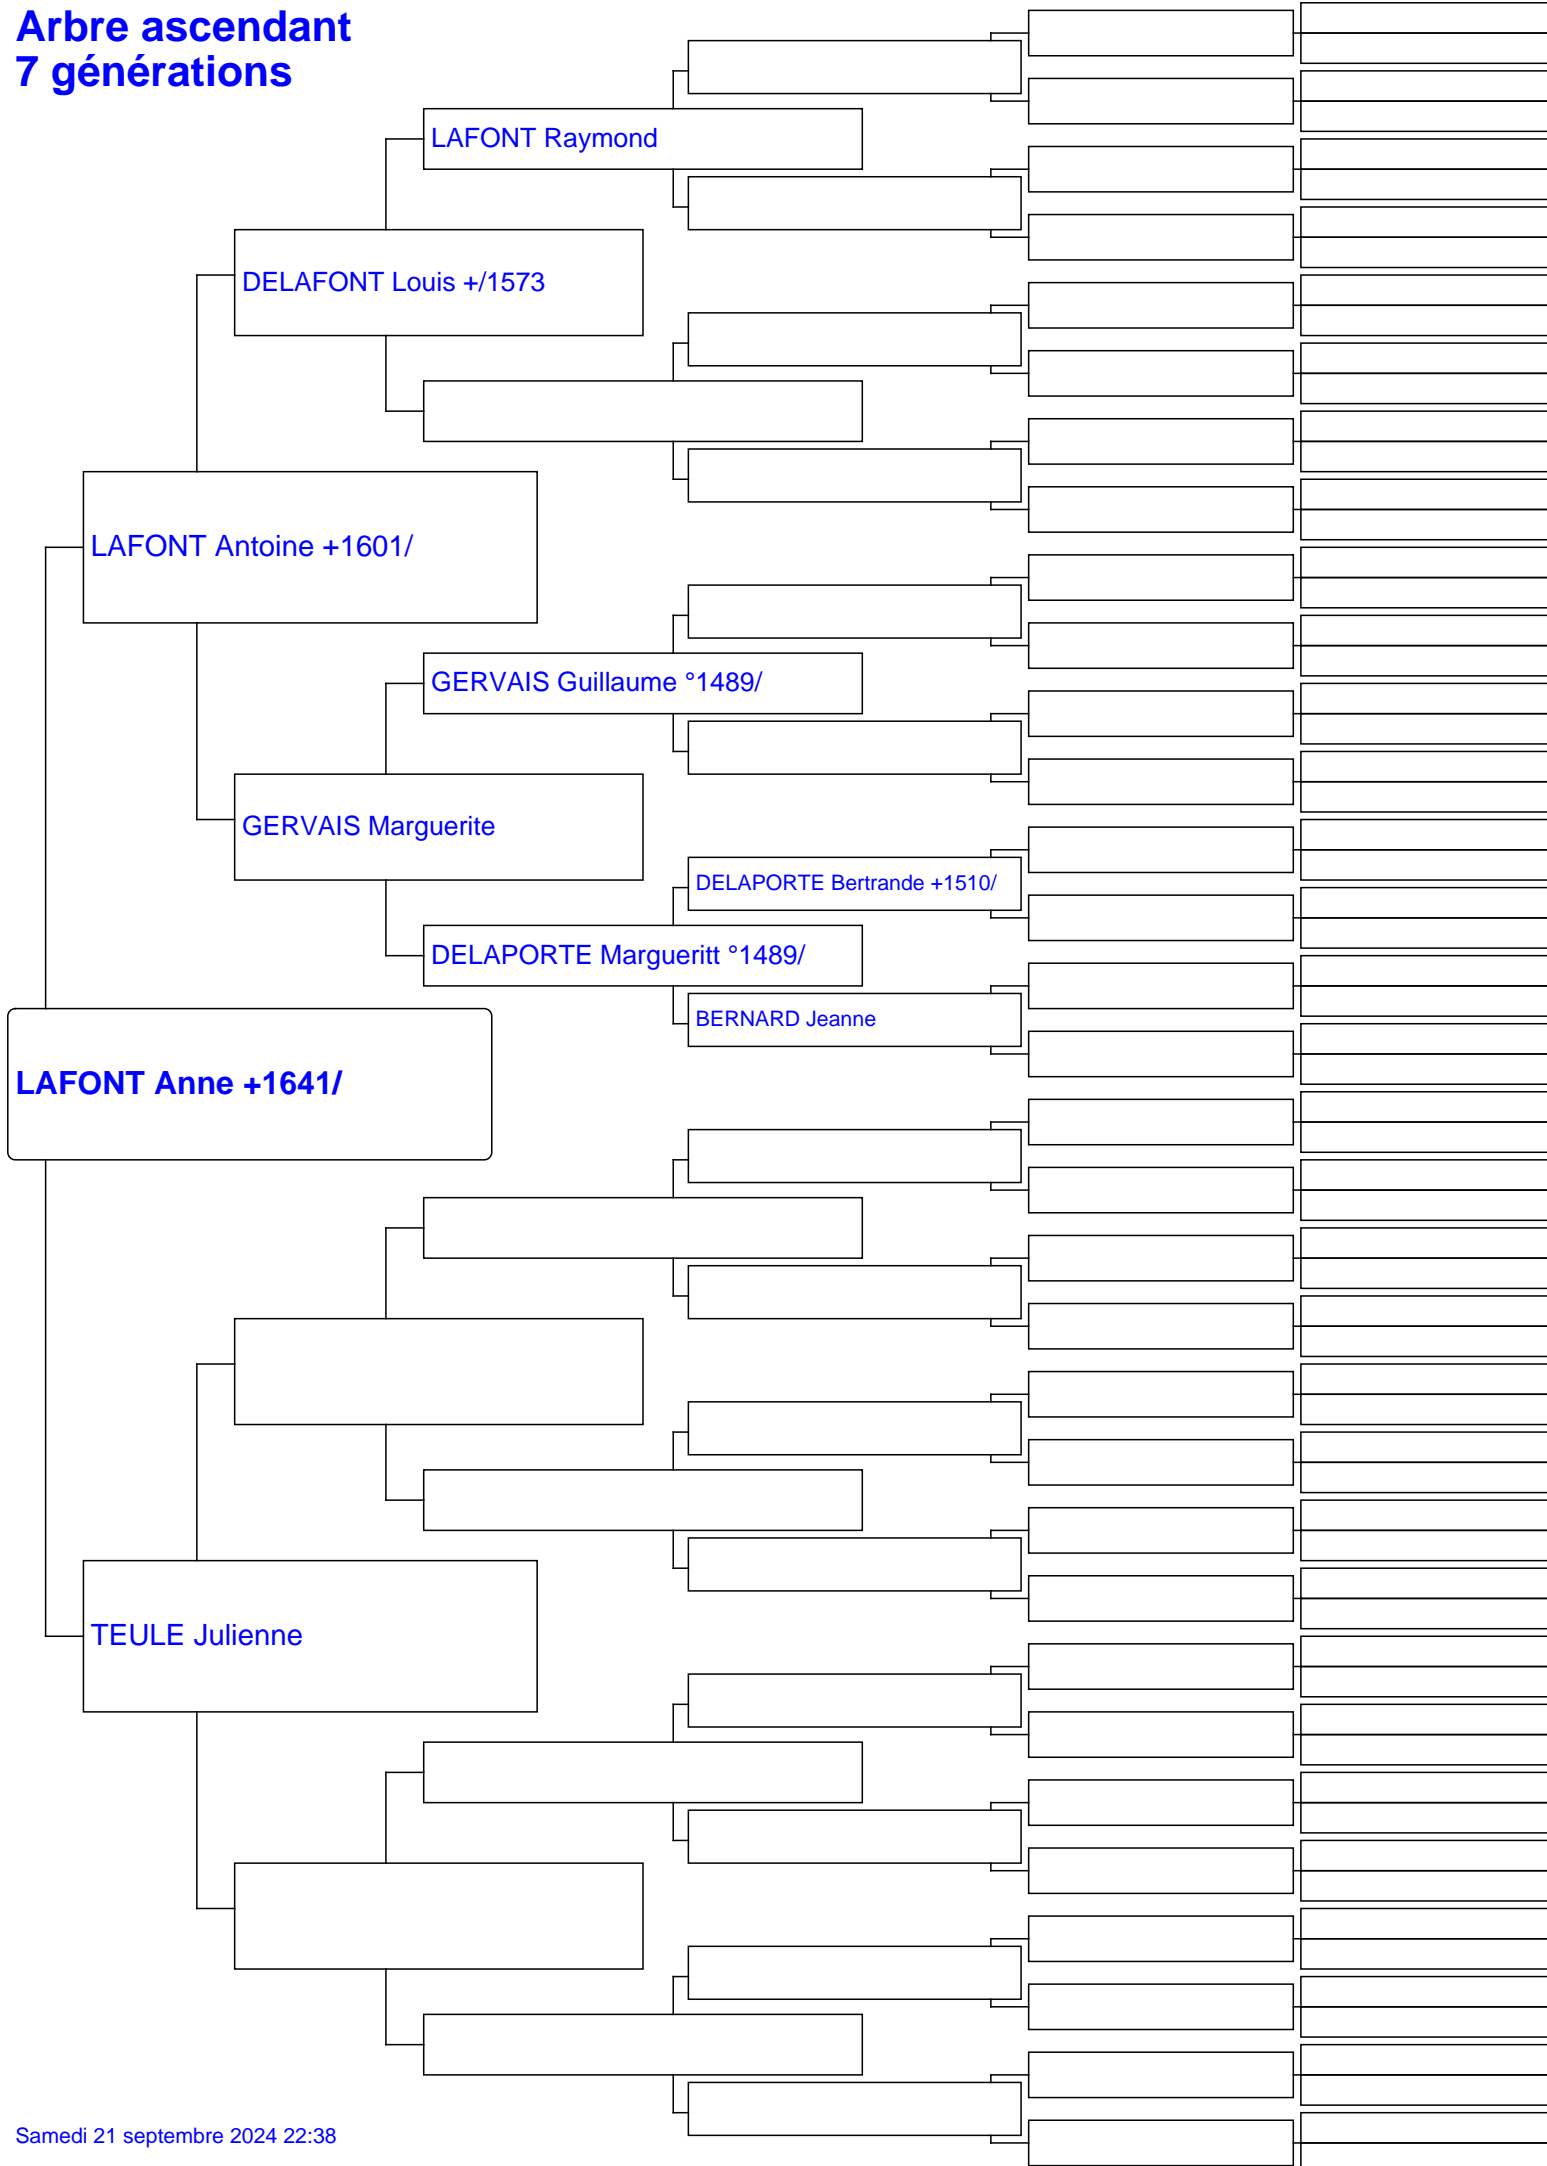 Arbre ascendant
7 générations
LAFONT Raymond
DELAFONT Louis +/1573
LAFONT Antoine +1601/
GERVAIS Guillaume °1489/
GERVAIS Marguerite
DELAPORTE Bertrande +1510/
DELAPORTE Margueritt °1489/
BERNARD Jeanne
LAFONT Anne +1641/
TEULE Julienne
Samedi 21 septembre 2024 22:38